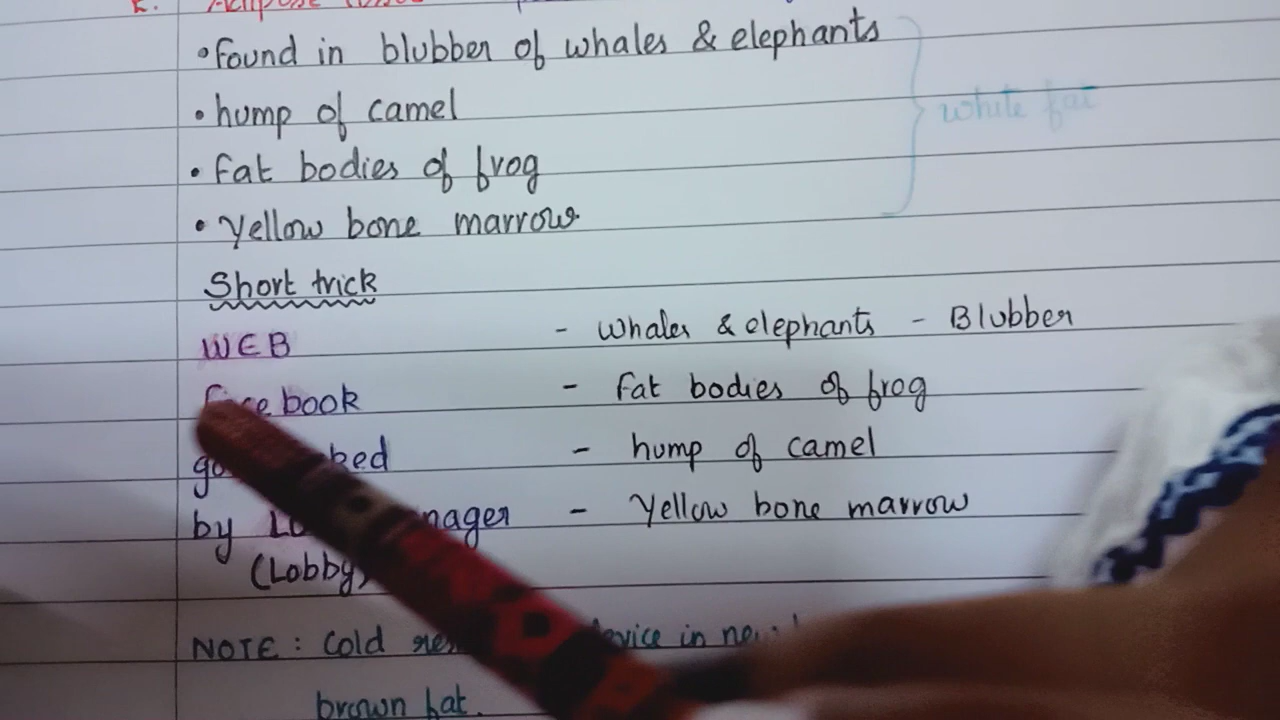 Adipose
• Found in blubber of whales & elephants
• hump of camel
• Fat bodies of frog
• Yellow bone marrow
white fat
Short trick
WEB - Whales & elephants - Blubber
book - Fat bodies of frog
- hump of camel
by nager - Yellow bone marrow
(Lobby)
NOTE: Cold in
brown fat.